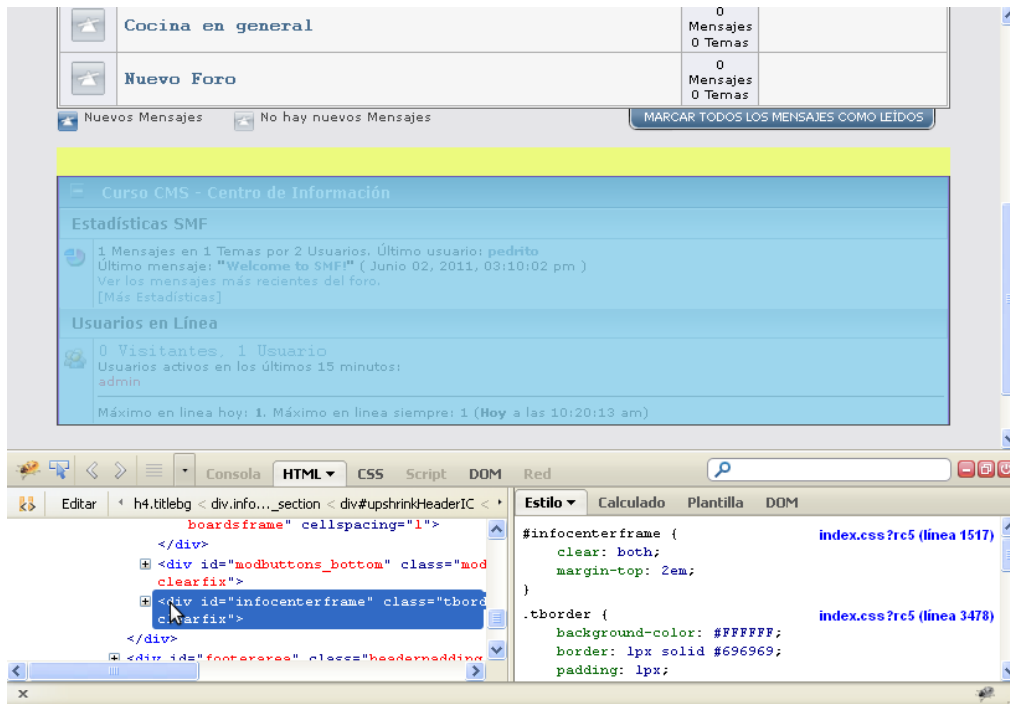 Cocina en general
0
Mensajes
0 Temas
Nuevo Foro
0
Mensajes
0 Temas
Nuevos Mensajes No hay nuevos Mensajes MARCAR TODOS LOS MENSAJES COMO LEÍDOS
Curso CMS - Centro de Información
Estadísticas SMF
1 Mensajes en 1 Temas por 2 Usuarios. Último usuario: pedrito
Último mensaje: "Welcome to SMF!" ( Junio 02, 2011, 03:10:02 pm )
Ver los mensajes más recientes del foro.
[Más Estadísticas]
Usuarios en Línea
0 Visitantes, 1 Usuario
Usuarios activos en los últimos 15 minutos:
admin
Máximo en linea hoy: 1. Máximo en linea siempre: 1 (Hoy a las 10:20:13 am)
Consola HTML CSS Script DOM Red
Editar h4.titlebg < div.info..._section < div#upshrinkHeaderIC <
boardsframe" cellspacing="1">
</div>
<div id="modbuttons_bottom" class="mod
clearfix">
<div id="infocenterframe" class="tbord
clearfix">
</div>
<div id="footerarea" class="headerpadding
Estilo Calculado Plantilla DOM
#infocenterframe { index.css?rc5 (línea 1517)
clear: both;
margin-top: 2em;
}
.tborder { index.css?rc5 (línea 3478)
background-color: #FFFFFF;
border: 1px solid #696969;
padding: 1px;